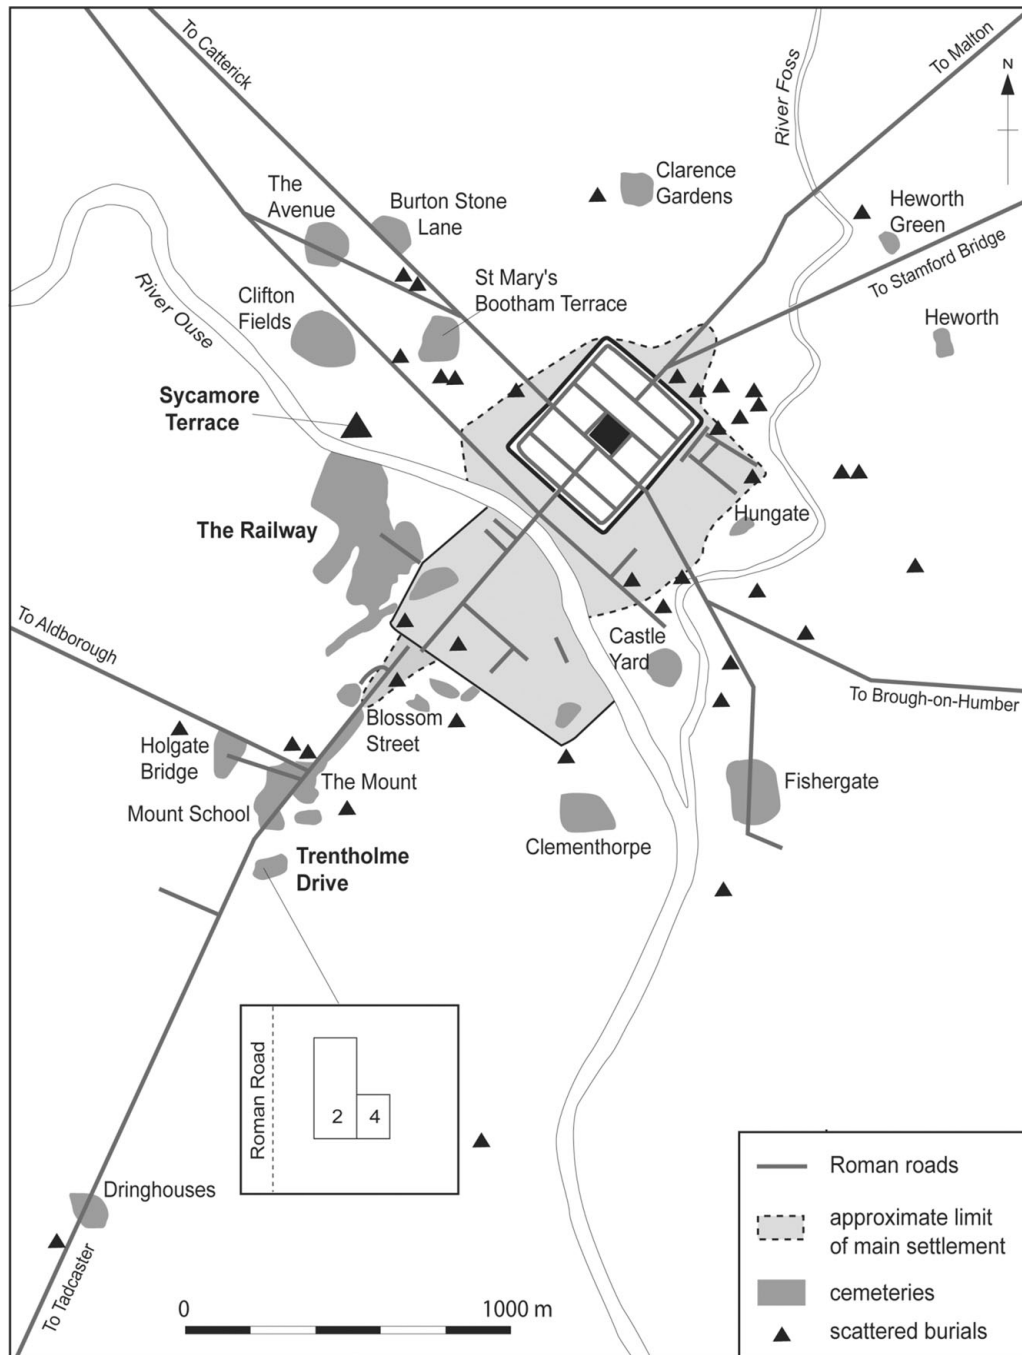 To Catterick
River Foss
To Malton
N
The
Avenue
Burton Stone
Lane
Clarence
Gardens
Heworth
Green
To Stamford Bridge
River Ouse
Clifton
Fields
St Mary's
Bootham Terrace
Heworth
Sycamore
Terrace
The Railway
Hungate
To Aldborough
Castle
Yard
To Brough-on-Humber
Blossom
Street
Holgate
Bridge
The Mount
Mount School
Fishergate
Clementhorpe
Trentholme
Drive
Roman Road
2
4
Dringhouses
To Tadcaster
0
1000 m
Roman roads
approximate limit
of main settlement
cemeteries
scattered burials